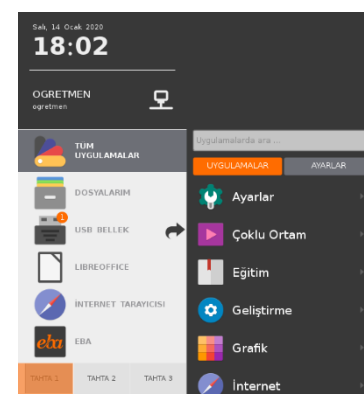 Salı, 14 Ocak 2020
18:02
OGRETMEN
ogretmen
TÜM
UYGULAMALAR
DOSYALARIM
1
USB BELLEK
LIBREOFFICE
İNTERNET TARAYICISI
eba
EBA
TAHTA 1
TAHTA 2
TAHTA 3
Uygulamalarda ara ...
UYGULAMALAR
AYARLAR
Ayarlar
Çoklu Ortam
Eğitim
Geliştirme
Grafik
İnternet